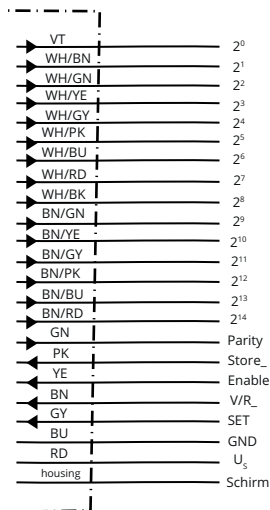 VT 2⁰
WH/BN 2¹
WH/GN 2²
WH/YE 2³
WH/GY 2⁴
WH/PK 2⁵
WH/BU 2⁶
WH/RD 2⁷
WH/BK 2⁸
BN/GN 2⁹
BN/YE 2¹⁰
BN/GY 2¹¹
BN/PK 2¹²
BN/BU 2¹³
BN/RD 2¹⁴
GN Parity
PK Store_
YE Enable
BN V/R_
GY SET
BU GND
RD Uₛ
housing Schirm